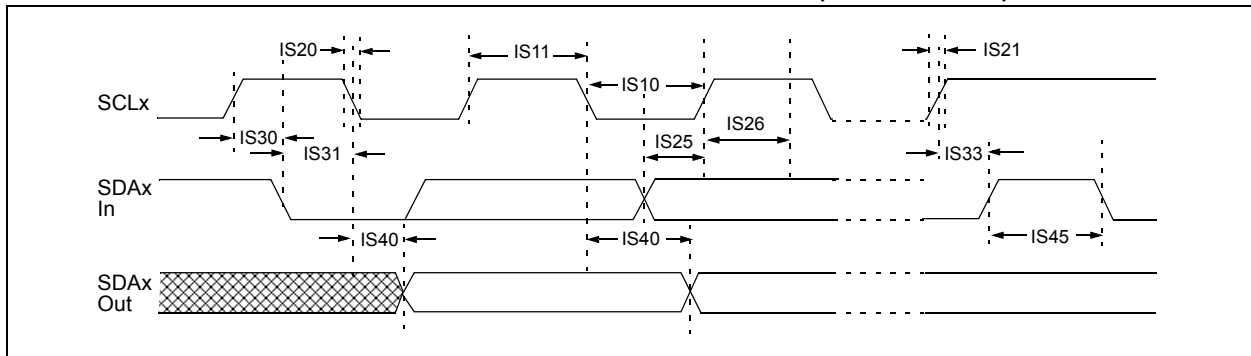 IS20
IS11
IS21
IS10
SCLx
IS26
IS30
IS25
IS31
IS33
SDAx
In
IS40
IS40
IS45
SDAx
Out